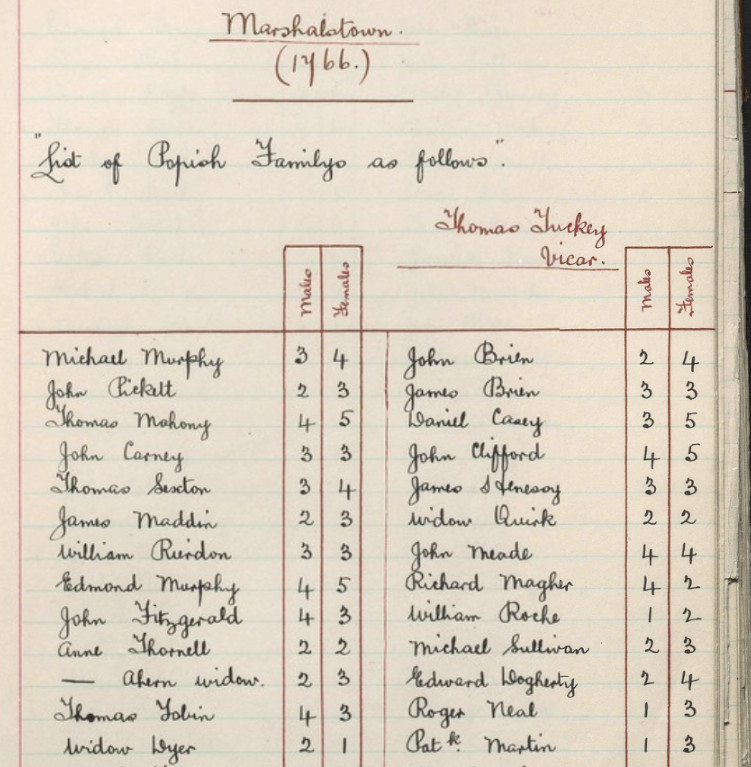 Marshalstown.
(1766.)
"List of Popish Familys as follows".
Thomas Tuckey
Vicar.
Males Females Males Females
Michael Murphy 3 4 John Brien 2 4
John Pickett 2 3 James Brien 3 3
Thomas Mahony 4 5 Daniel Casey 3 5
John Carney 3 3 John Clifford 4 5
Thomas Sexton 3 4 James 3 3
James Maddin 2 3 Widow Quirk 2 2
William Rierdon 3 3 John Meade 4 4
Edmond Murphy 4 5 Richard Magher 4 2
John Fitzgerald 4 3 William Roche 1 2
Anne Thornell 2 2 Michael Sullivan 2 3
— Ahern widow. 2 3 Edward Dogherty 2 4
Thomas Tobin 4 3 Roger Neal 1 3
Widow Dyer 2 1 Patk. Martin 1 3